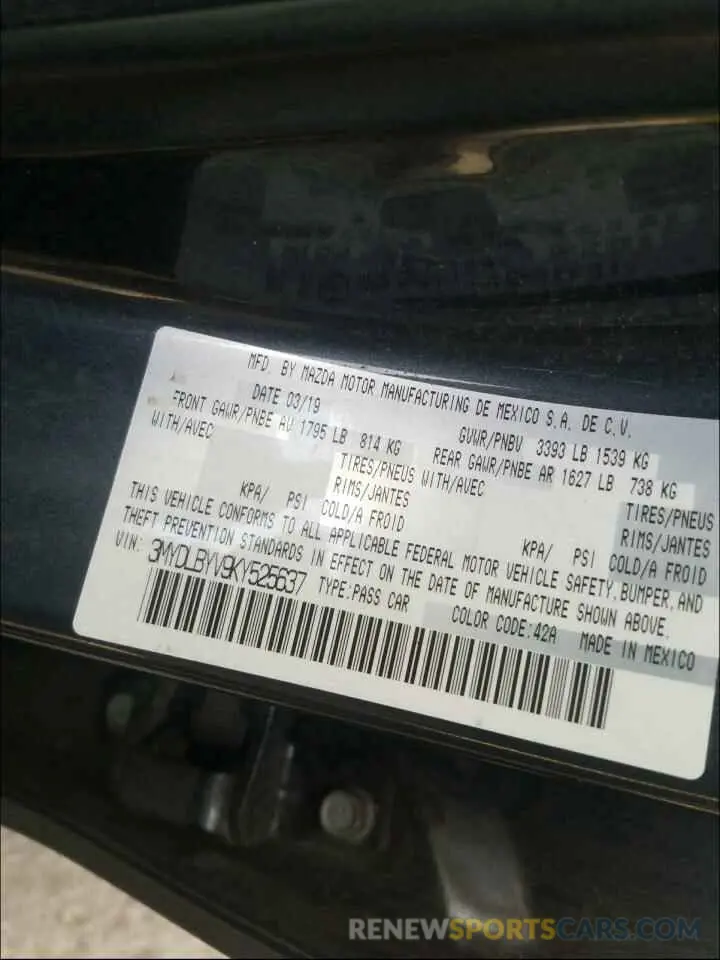 MFD. BY MAZDA MOTOR MANUFACTURING DE MEXICO S.A. DE C.V.
DATE 03/19 GVWR/PNBV 3393 LB 1539 KG
FRONT GAWR/PNBE AV 1795 LB 814 KG REAR GAWR/PNBE AR 1627 LB 738 KG
WITH/AVEC TIRES/PNEUS WITH/AVEC TIRES/PNEUS
RIMS/JANTES RIMS/JANTES
KPA/ PSI COLD/A FROID KPA/ PSI COLD/A FROID
THIS VEHICLE CONFORMS TO ALL APPLICABLE FEDERAL MOTOR VEHICLE SAFETY, BUMPER, AND
THEFT PREVENTION STANDARDS IN EFFECT ON THE DATE OF MANUFACTURE SHOWN ABOVE.
VIN: 3MYDLBYV9KY525637 TYPE:PASS CAR COLOR CODE:42A MADE IN MEXICO
RENEWSPORTSCARS.COM